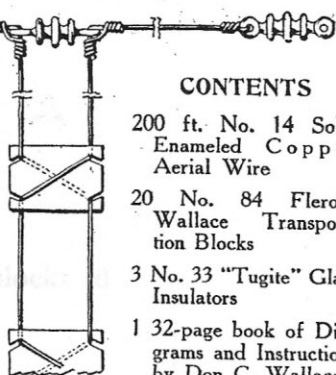 CONTENTS
200 ft. No. 14 So
Enameled Copp
Aerial Wire
20 No. 84 Flero
Wallace Transpo
tion Blocks
3 No. 33 "Tugite" Gla
Insulators
1 32-page book of Di
grams and Instructio
by Don C. Wallace